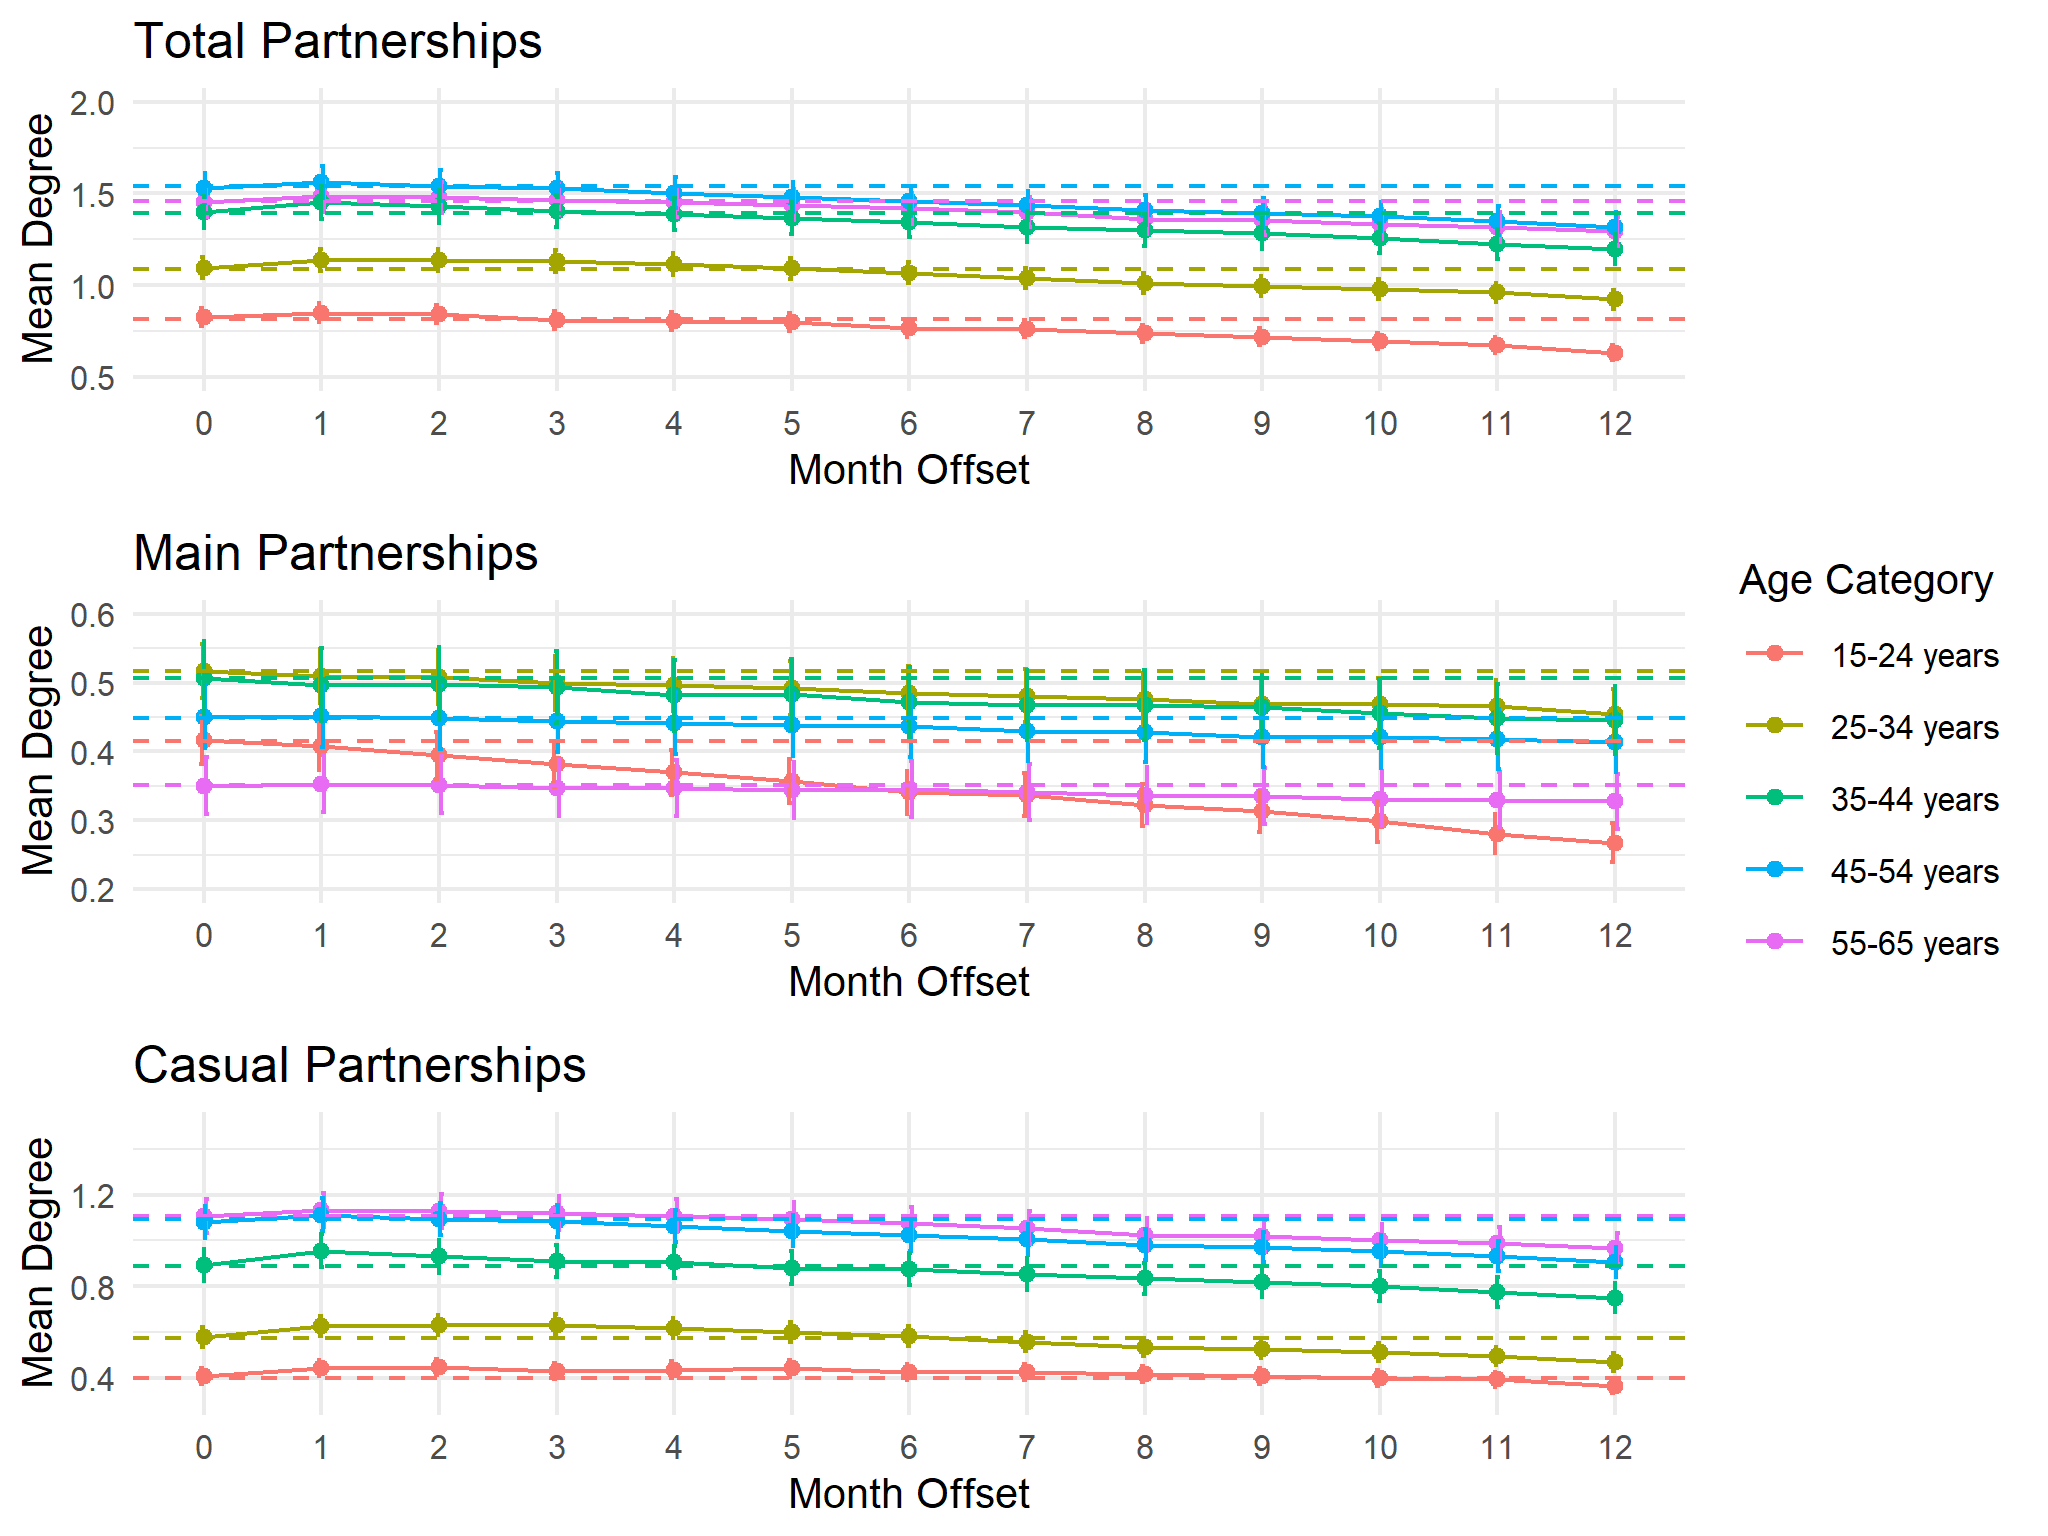 Total Partnerships
Mean Degree
2.0
1.5
1.0
0.5
0 1 2 3 4 5 6 7 8 9 10 11 12
Month Offset
Main Partnerships
Mean Degree
0.6
0.5
0.4
0.3
0.2
0 1 2 3 4 5 6 7 8 9 10 11 12
Month Offset
Age Category
15-24 years
25-34 years
35-44 years
45-54 years
55-65 years
Casual Partnerships
Mean Degree
1.2
0.8
0.4
0 1 2 3 4 5 6 7 8 9 10 11 12
Month Offset